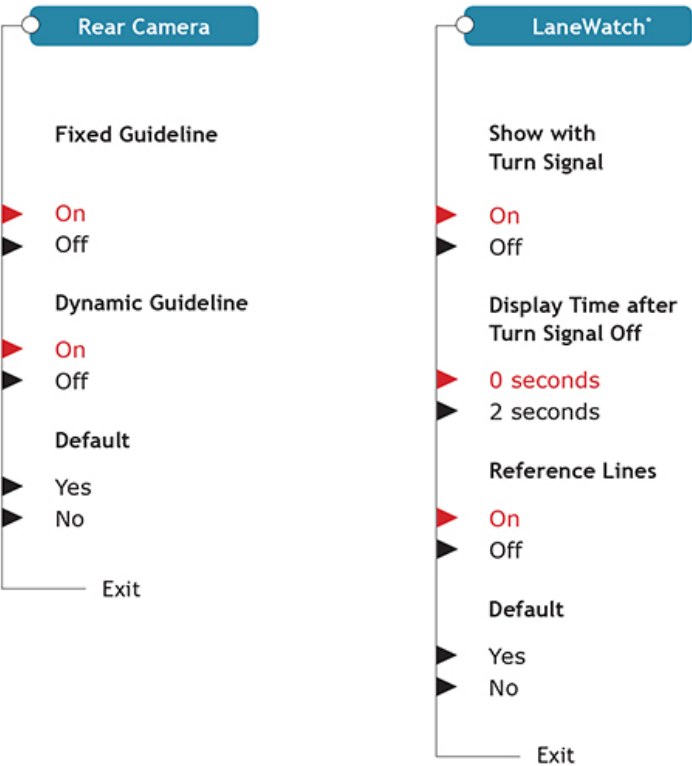 Rear Camera
Fixed Guideline
On
Off
Dynamic Guideline
On
Off
Default
Yes
No
Exit
LaneWatch*
Show with
Turn Signal
On
Off
Display Time after
Turn Signal Off
0 seconds
2 seconds
Reference Lines
On
Off
Default
Yes
No
Exit